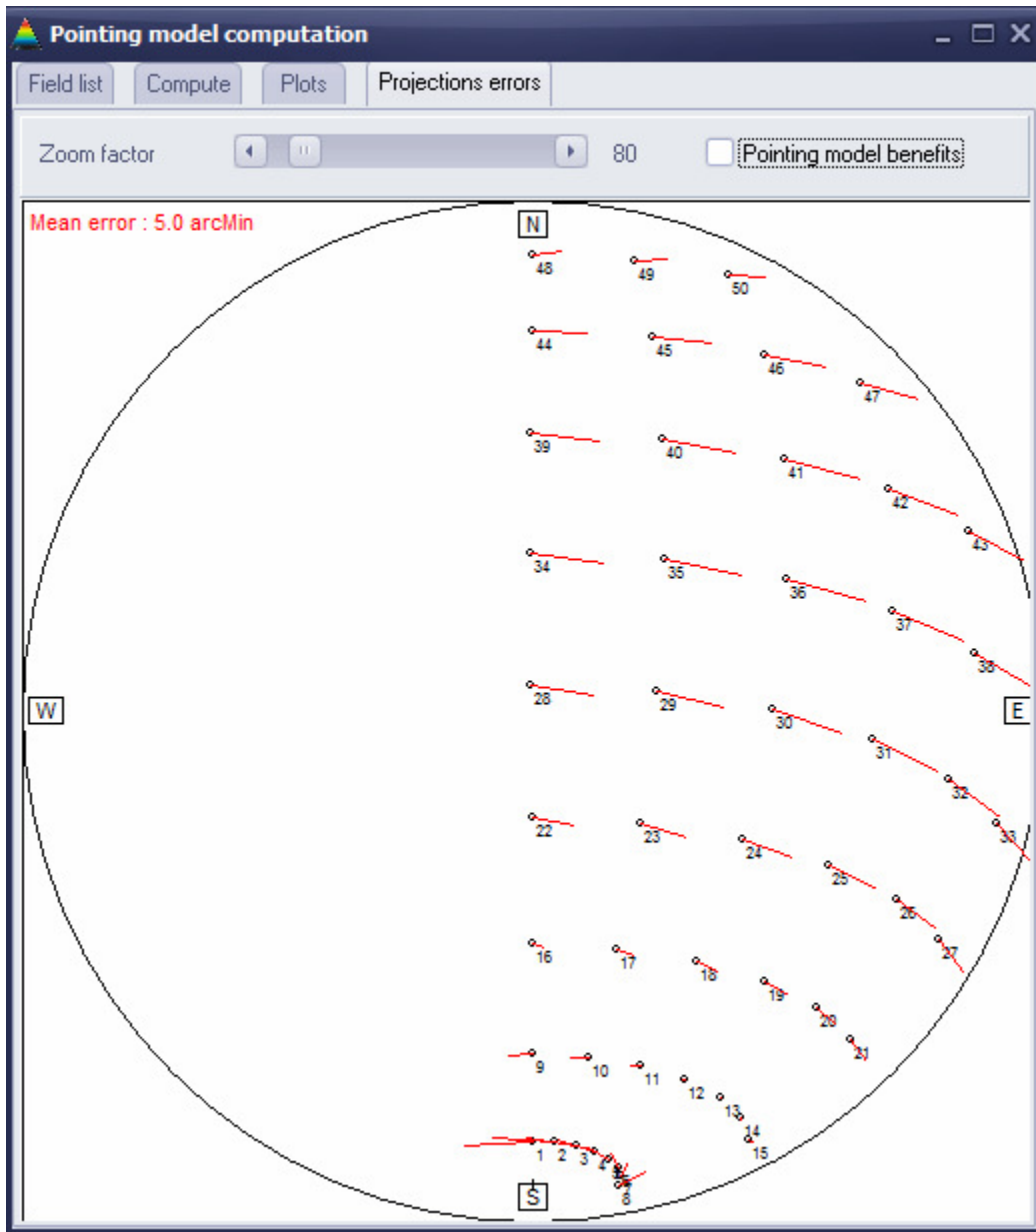 Pointing model computation
Field list Compute Plots Projections errors
Zoom factor 80 Pointing model benefits
Mean error : 5.0 arcMin
N
48 49 50
44 45 46 47
39 40 41 42 43
34 35 36 37 38
W E
28 29 30 31 32 33
22 23 24 25 26 27
16 17 18 19 20 21
9 10 11 12 13 14 15
1 2 3 4 8
S